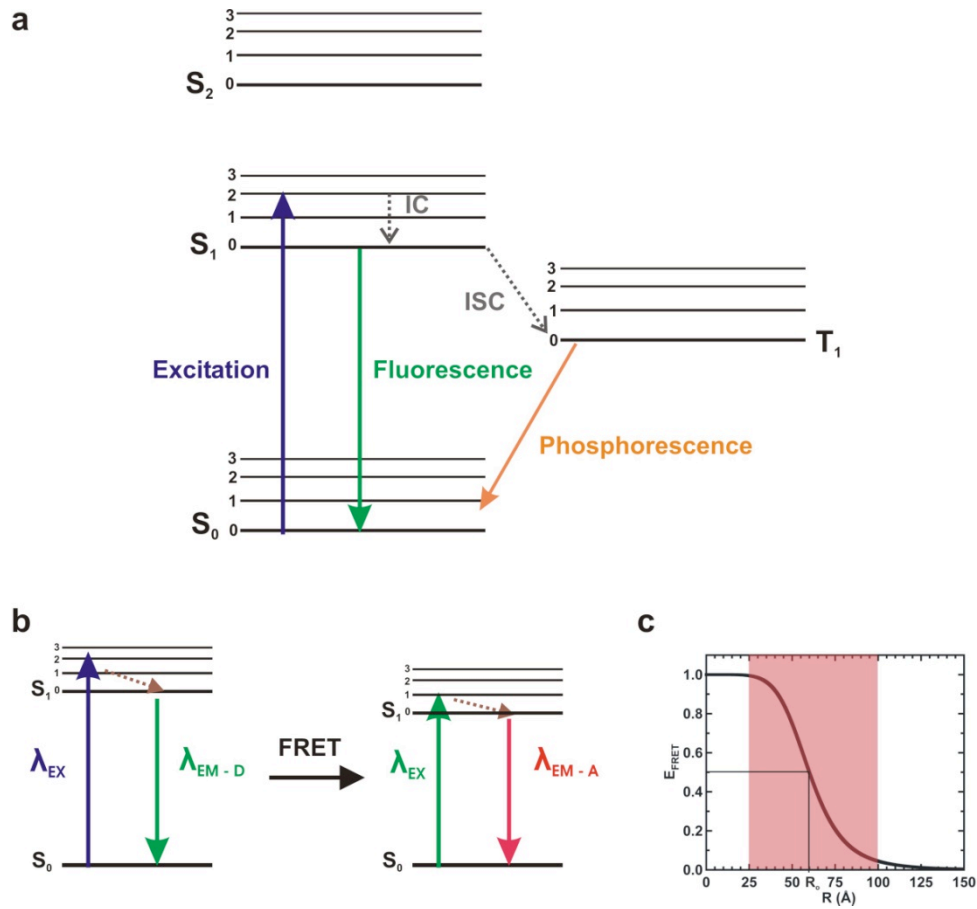 a
3
2
1
S2 0
3
2 IC
1
S1 0
ISC
3
2
1
0 T1
Excitation Fluorescence
Phosphorescence
3
2
1
S0 0
b
3
2
1
S1 0
3
2
1
S1 0
FRET
λEX λEM - D λEX λEM - A
S0 S0
c
1.0
0.8
0.6
0.4
0.2
0.0
EFRET
0 25 50 R0 75 100 125 150
R (Å)